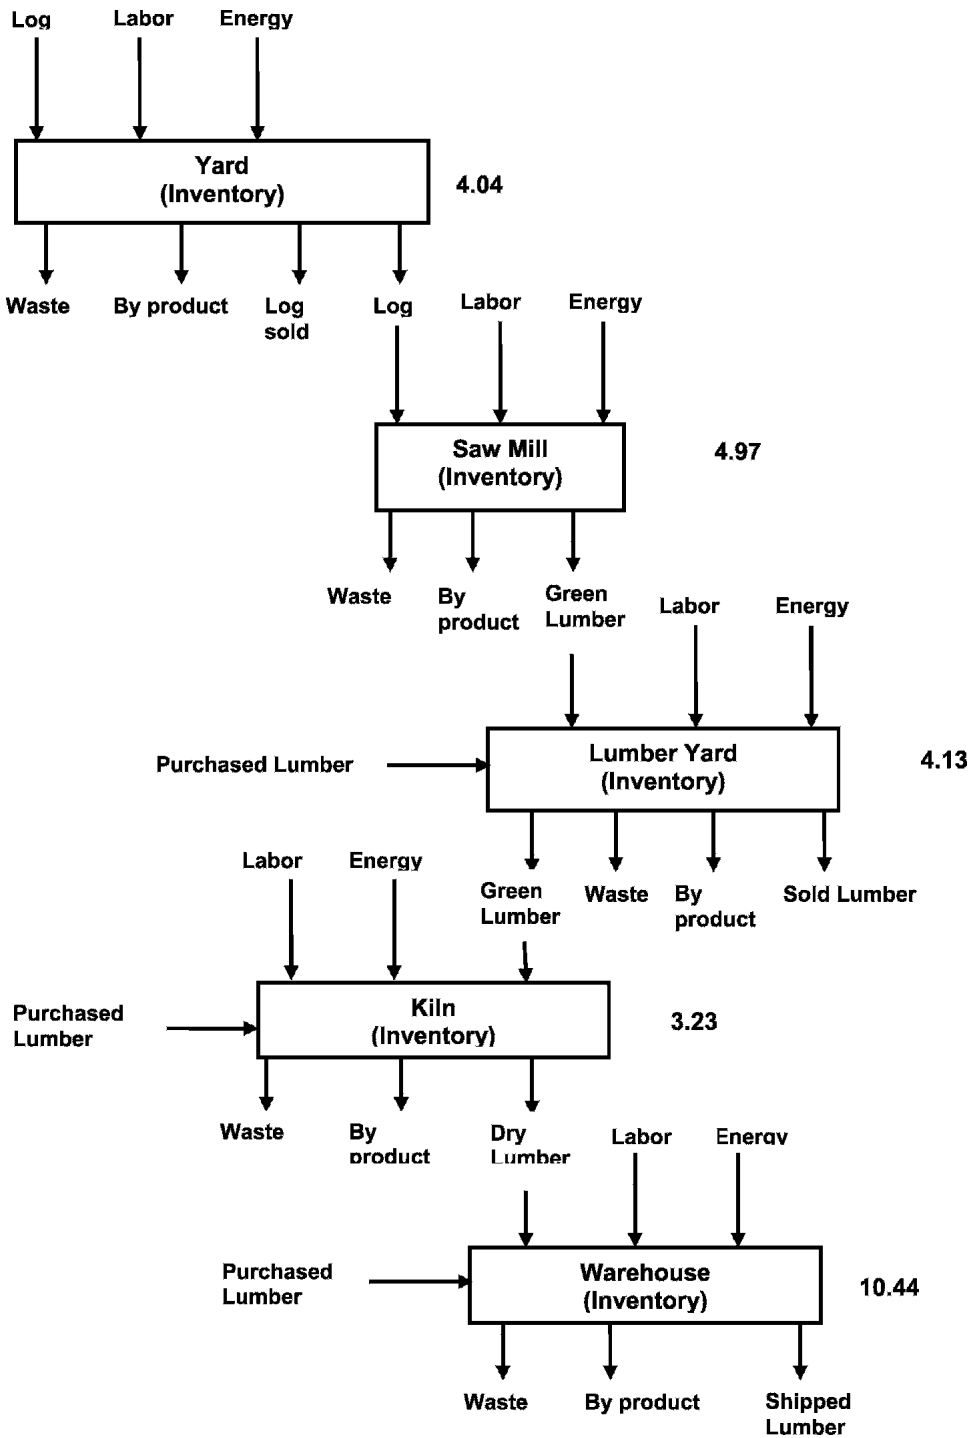 Log Labor Energy
Yard
(Inventory)
4.04
Waste By product Log Log
sold
Labor Energy
Saw Mill
(Inventory)
4.97
Waste By Green
product Lumber
Labor Energy
Purchased Lumber
Lumber Yard
(Inventory)
4.13
Green Waste By Sold Lumber
Lumber product
Labor Energy
Purchased
Lumber
Kiln
(Inventory)
3.23
Waste By Dry
product Lumber
Labor Energy
Purchased
Lumber
Warehouse
(Inventory)
10.44
Waste By product Shipped
Lumber